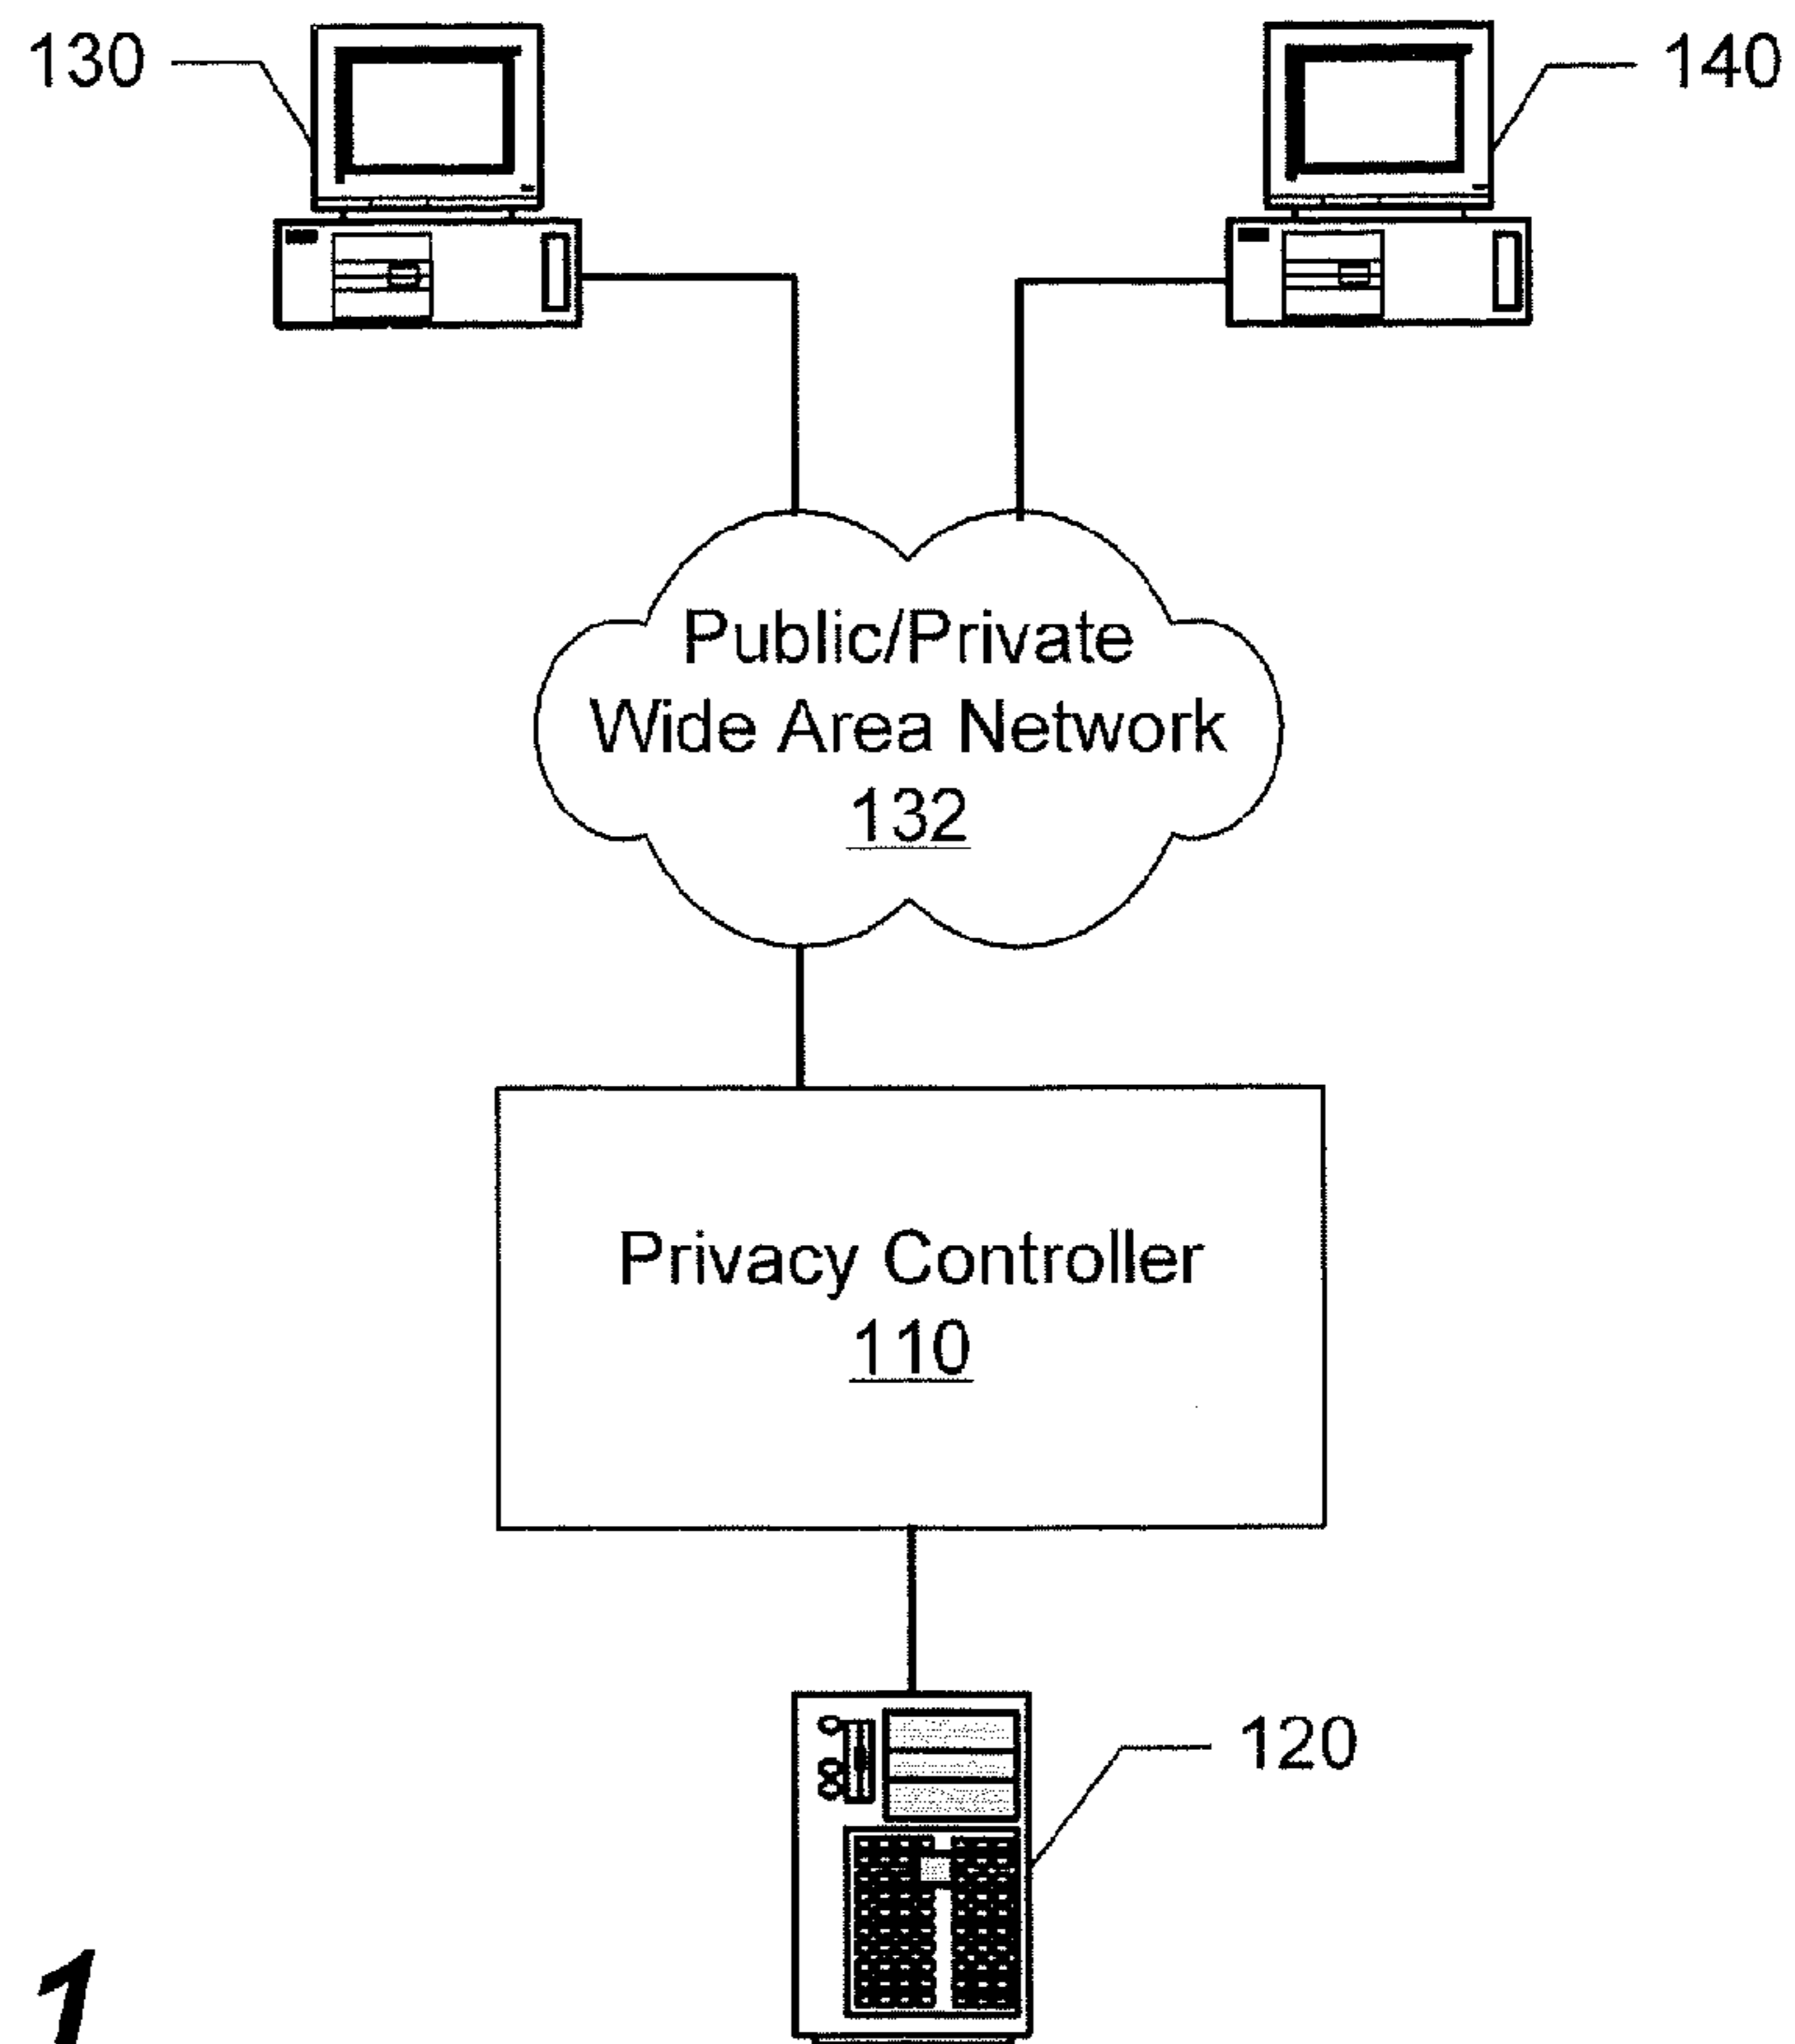 130
140
Public/Private
Wide Area Network
132
Privacy Controller
110
120
1